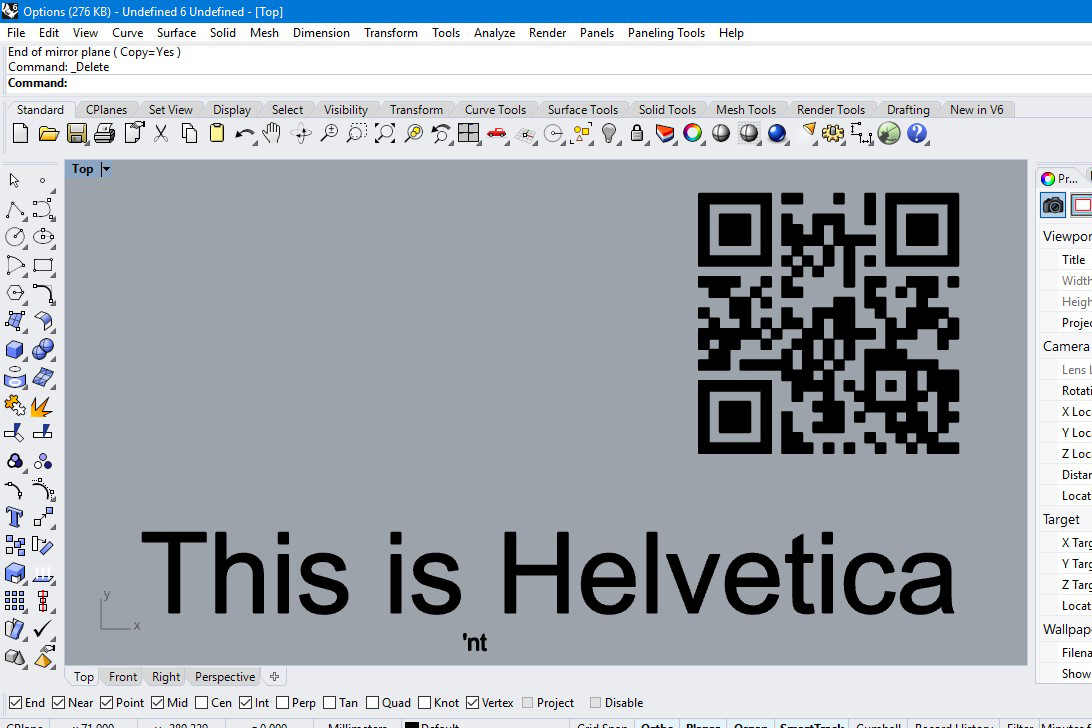 Options (276 KB) - Undefined 6 Undefined - [Top]
File Edit View Curve Surface Solid Mesh Dimension Transform Tools Analyze Render Panels Paneling Tools Help
End of mirror plane ( Copy=Yes )
Command: _Delete
Command:
Standard CPlanes Set View Display Select Visibility Transform Curve Tools Surface Tools Solid Tools Mesh Tools Render Tools Drafting New in V6
Top
Pr...
Viewpor
Title
Width
Heigh
Projec
Camera
Lens L
Rotati
X Loc
Y Loc
Z Loc
Distan
Locat
Target
X Targ
Y Targ
Z Targ
Locat
Wallpap
Filena
Show
This is Helvetica
'nt
y
x
Top Front Right Perspective
End Near Point Mid Cen Int Perp Tan Quad Knot Vertex Project Disable
CPlane x 71.000 y -280.220 z 0.000 Millimeters Default Grid Snap Ortho Planar Osnap SmartTrack Gumball Record History Filter